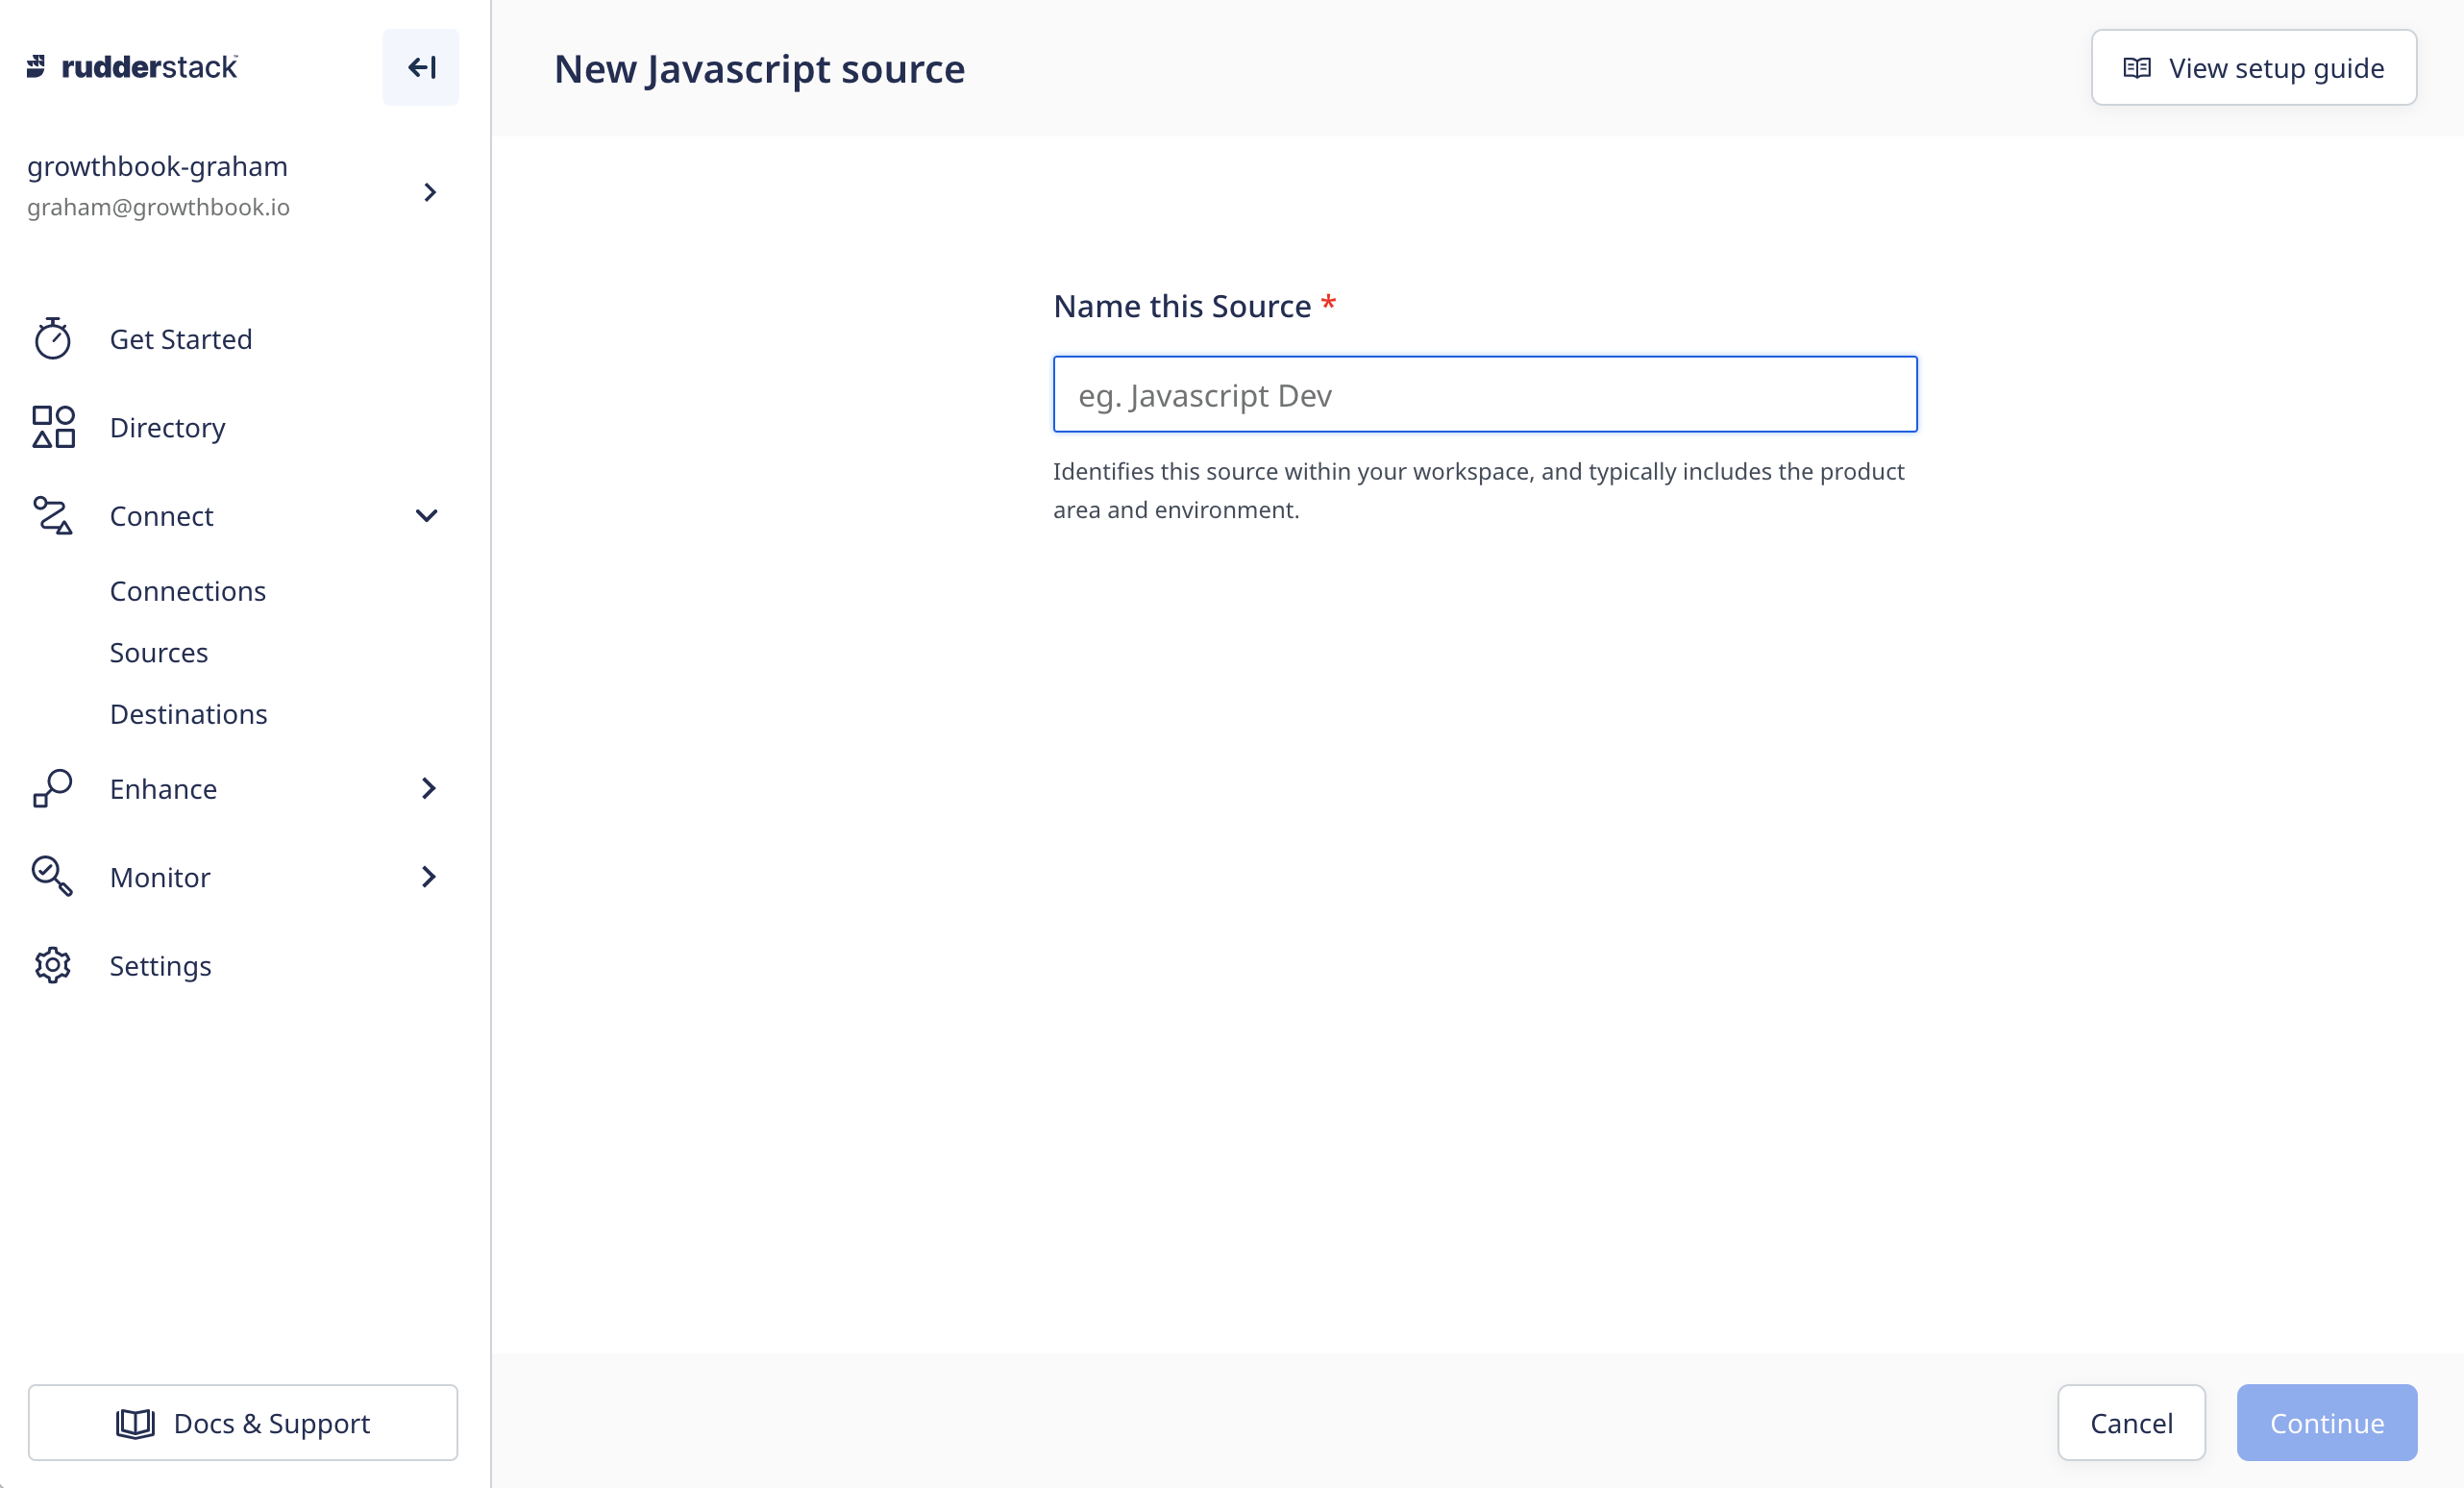 rudderstack™
New Javascript source
View setup guide
growthbook-graham
graham@growthbook.io
Get Started
Directory
Connect
Connections
Sources
Destinations
Enhance
Monitor
Settings
Docs & Support
Name this Source *
eg. Javascript Dev
Identifies this source within your workspace, and typically includes the product
area and environment.
Cancel
Continue